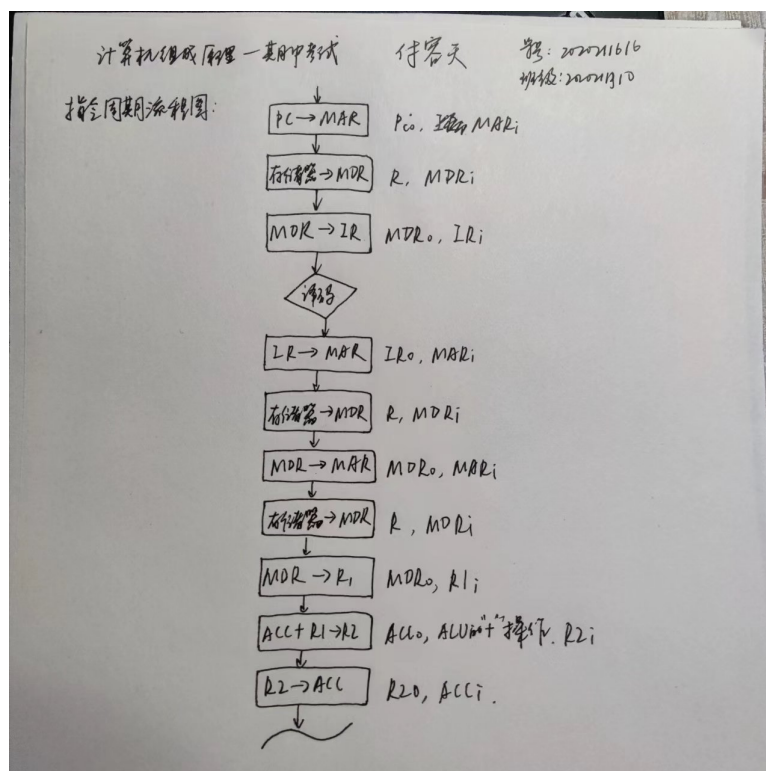 计算机组成原理－期中考试 付容天 学号: 2020211616
班级: 2020211310
指令周期流程图:
PC→MAR PCo, MARi
存储器→MDR R, MDRi
MDR→IR MDRo, IRi
译码
IR→MAR IRo, MARi
存储器→MDR R, MDRi
MDR→MAR MDRo, MARi
存储器→MDR R, MDRi
MDR→R1 MDRo, R1i
ACC+R1→R2 ACCo, ALU的"+"操作, R2i
R2→ACC R2o, ACCi.